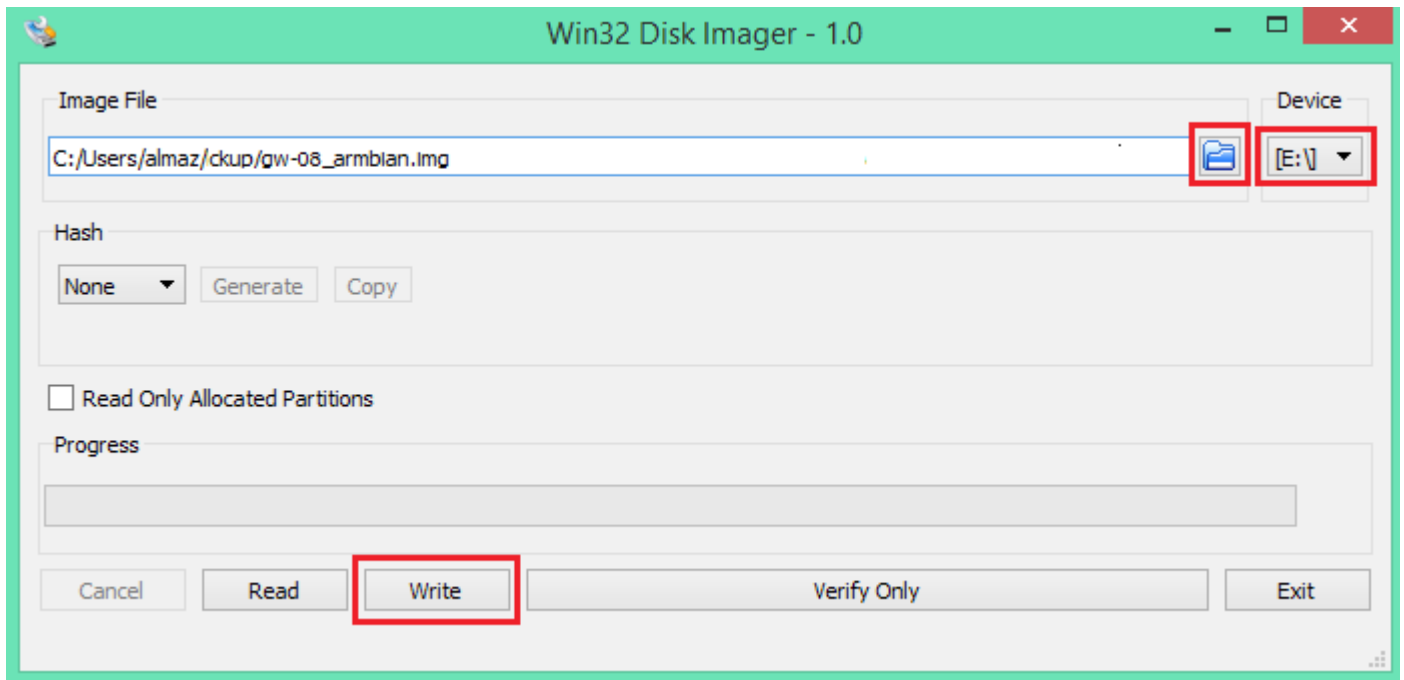 Win32 Disk Imager - 1.0
Image File
Device
C:/Users/almaz/ckup/gw-08_armbian.img
[E:\]
Hash
None
Generate
Copy
Read Only Allocated Partitions
Progress
Cancel
Read
Write
Verify Only
Exit